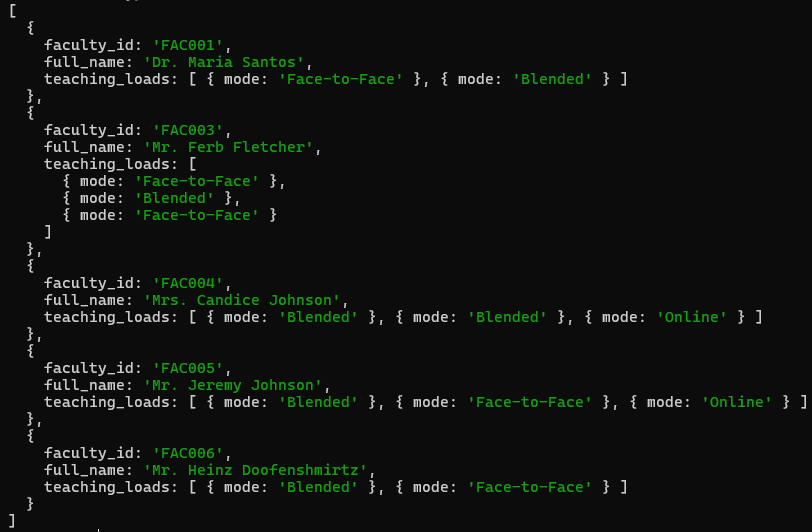 [
  {
    faculty_id: 'FAC001',
    full_name: 'Dr. Maria Santos',
    teaching_loads: [ { mode: 'Face-to-Face' }, { mode: 'Blended' } ]
  },
  {
    faculty_id: 'FAC003',
    full_name: 'Mr. Ferb Fletcher',
    teaching_loads: [
      { mode: 'Face-to-Face' },
      { mode: 'Blended' },
      { mode: 'Face-to-Face' }
    ]
  },
  {
    faculty_id: 'FAC004',
    full_name: 'Mrs. Candice Johnson',
    teaching_loads: [ { mode: 'Blended' }, { mode: 'Blended' }, { mode: 'Online' } ]
  },
  {
    faculty_id: 'FAC005',
    full_name: 'Mr. Jeremy Johnson',
    teaching_loads: [ { mode: 'Blended' }, { mode: 'Face-to-Face' }, { mode: 'Online' } ]
  },
  {
    faculty_id: 'FAC006',
    full_name: 'Mr. Heinz Doofenshmirtz',
    teaching_loads: [ { mode: 'Blended' }, { mode: 'Face-to-Face' } ]
  }
]